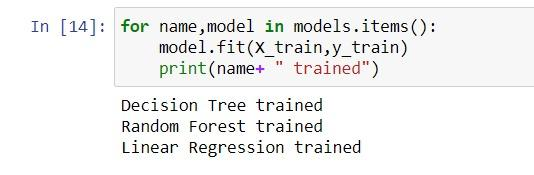 In [14]: for name,model in models.items():
    model.fit(X_train,y_train)
    print(name+ " trained")
Decision Tree trained
Random Forest trained
Linear Regression trained